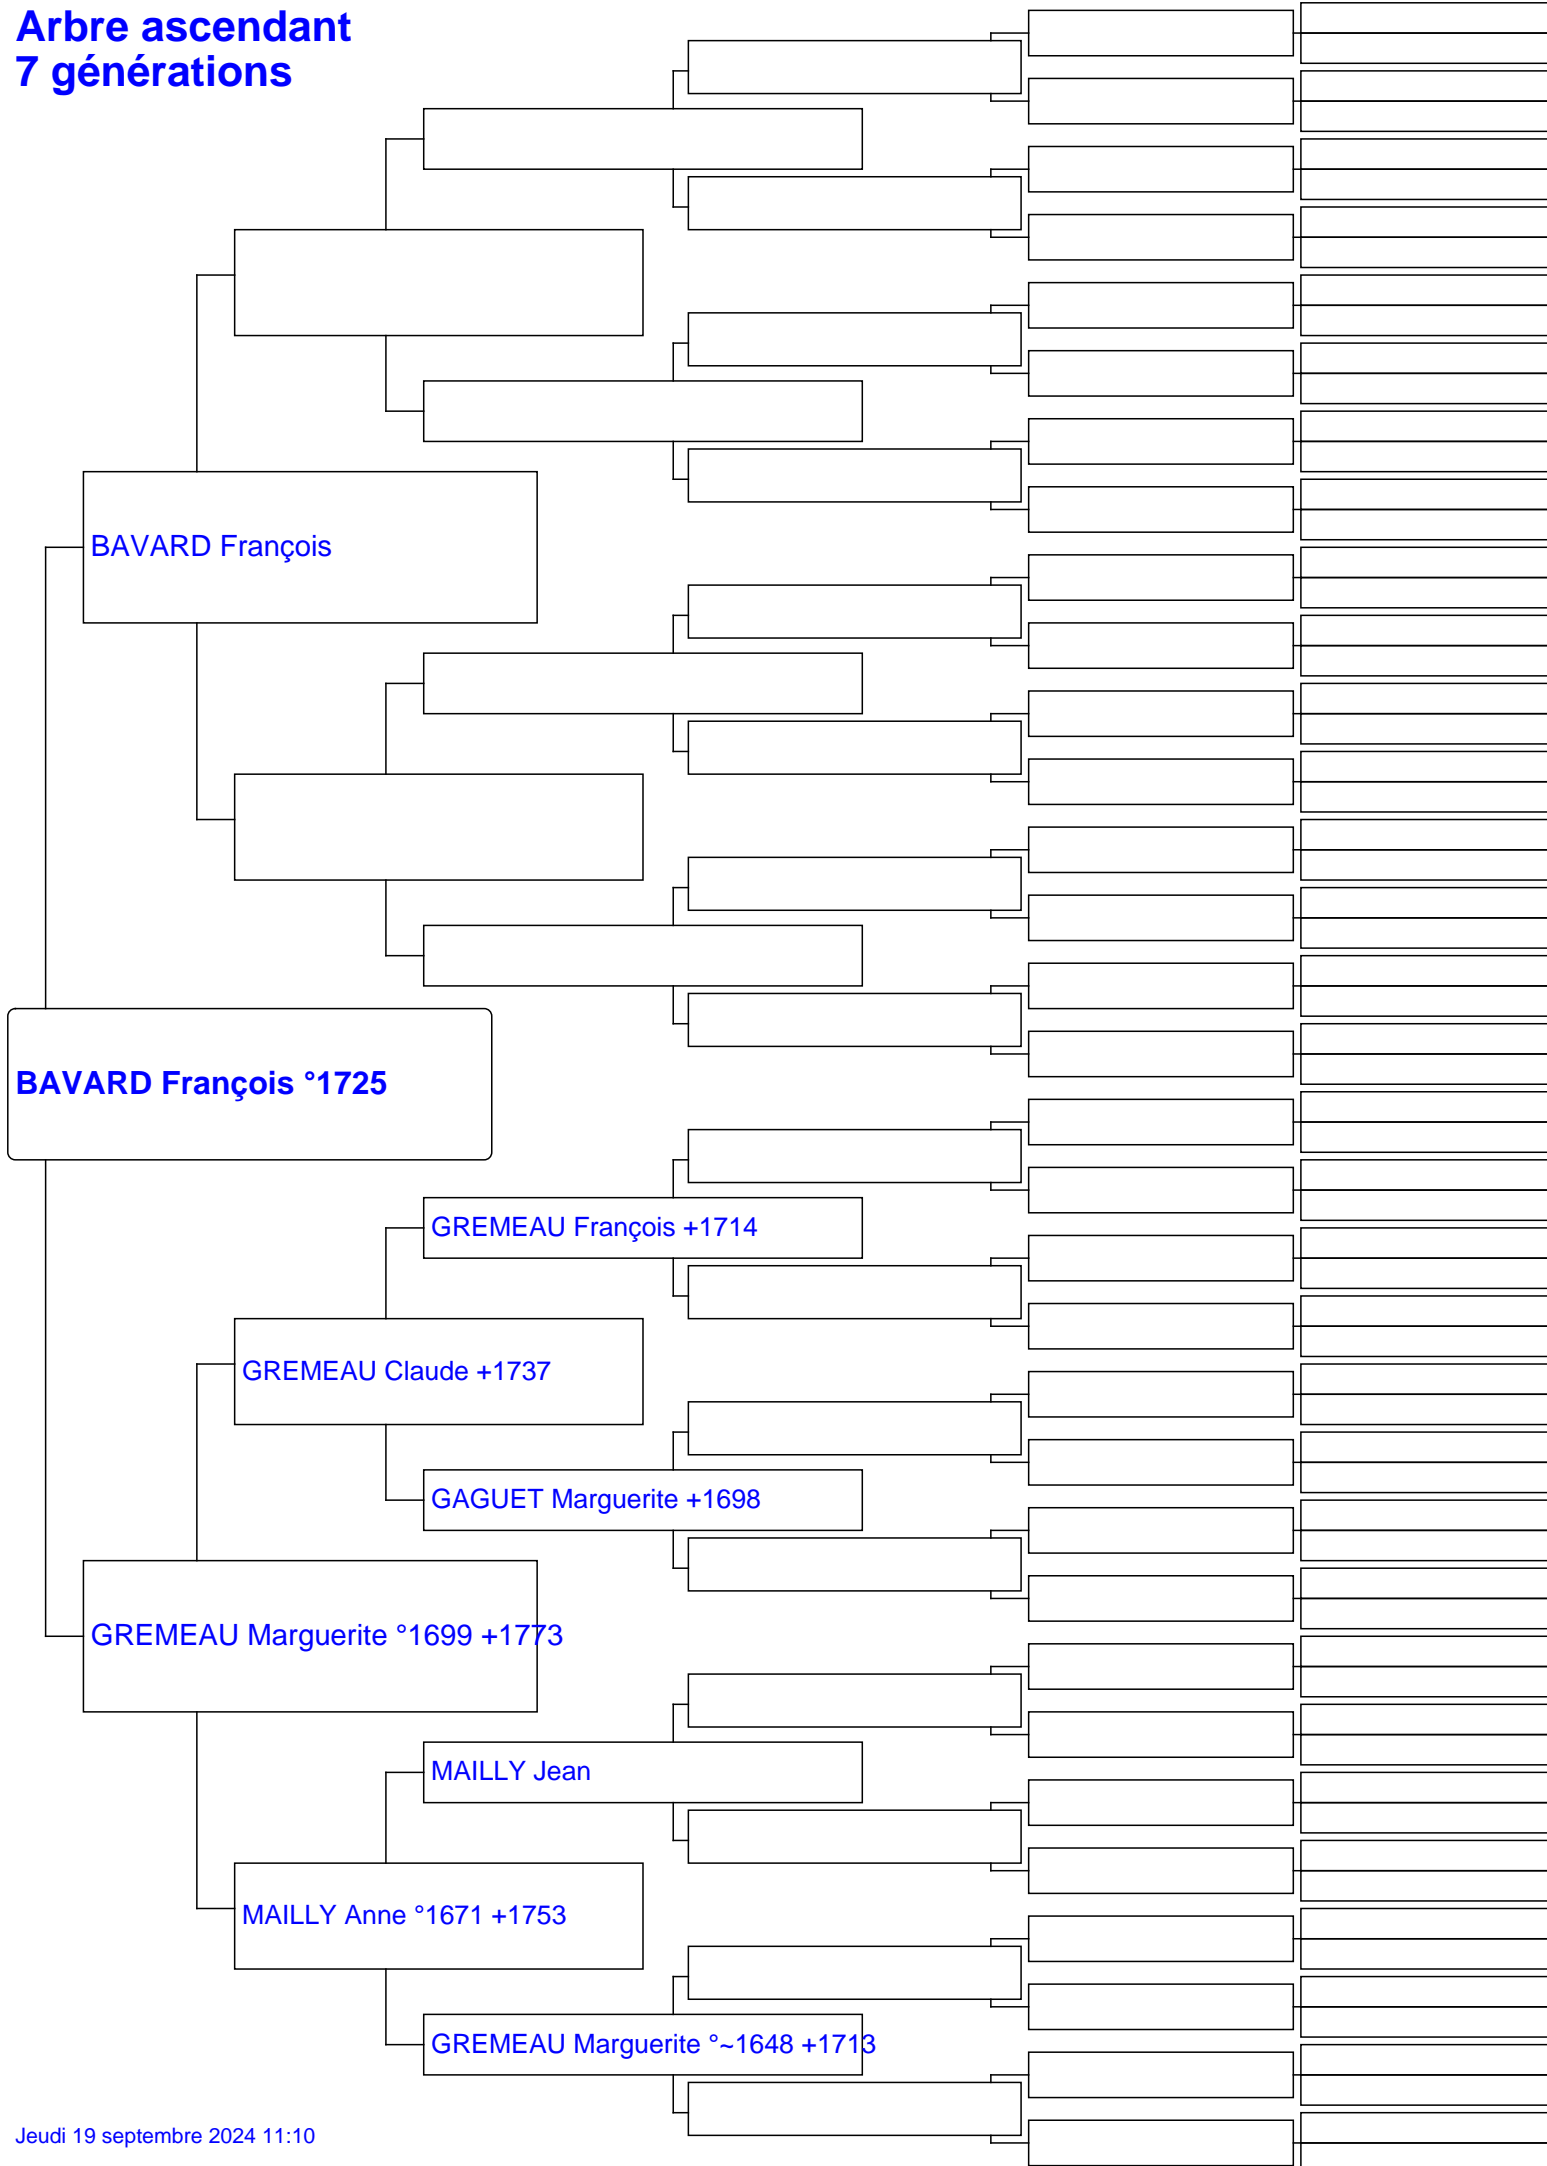 Arbre ascendant
7 générations
BAVARD François
BAVARD François °1725
GREMEAU François +1714
GREMEAU Claude +1737
GAGUET Marguerite +1698
GREMEAU Marguerite °1699 +1773
MAILLY Jean
MAILLY Anne °1671 +1753
GREMEAU Marguerite °~1648 +1713
Jeudi 19 septembre 2024 11:10